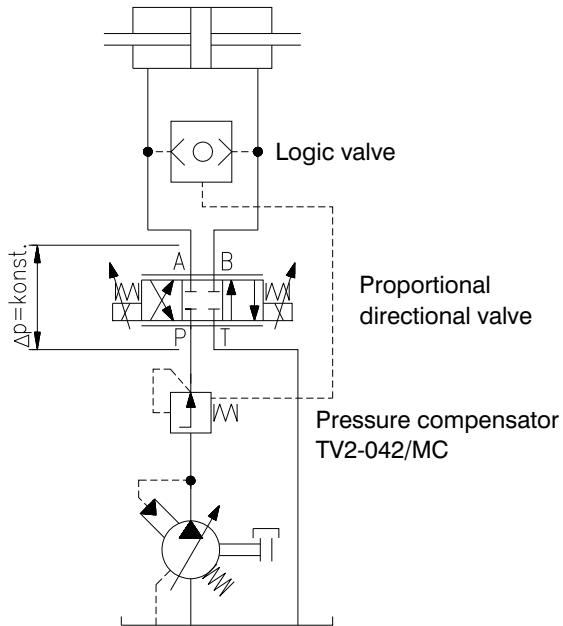 Logic valve
A B
Δp=konst.
Proportional
directional valve
P T
Pressure compensator
TV2-042/MC